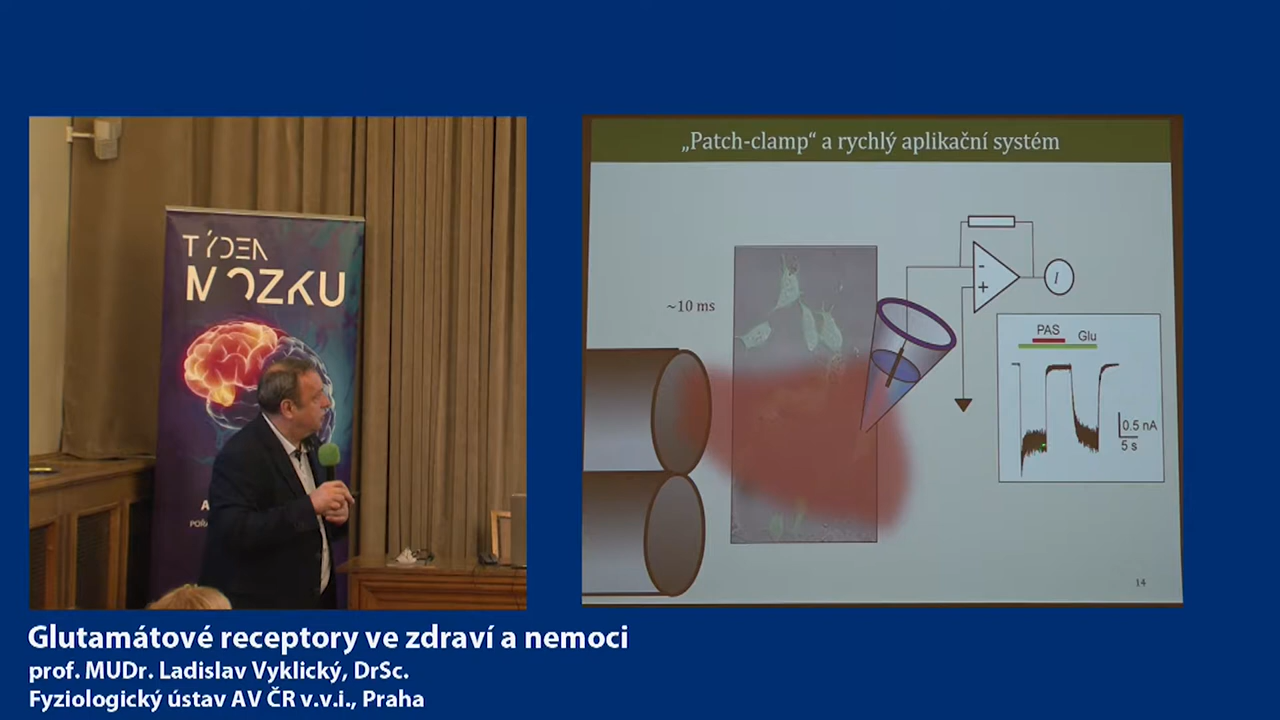 TÝDEN
MOZKU
A
POŘÁ
„Patch-clamp“ a rychlý aplikační systém
~10 ms
-
+
I
PAS
Glu
0.5 nA
5 s
14
Glutamátové receptory ve zdraví a nemoci
prof. MUDr. Ladislav Vyklický, DrSc.
Fyziologický ústav AV ČR v.v.i., Praha